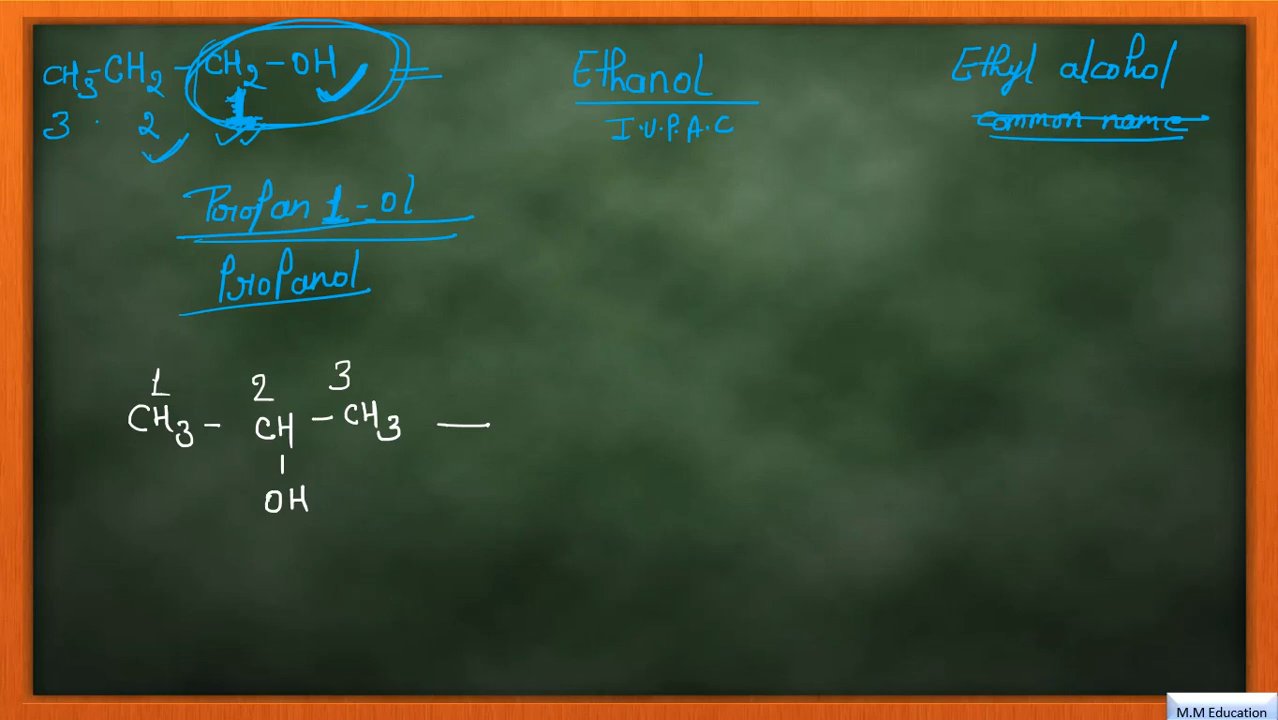 CH3-CH2-CH2-OH
3 2 1
Ethanol
I.U.P.A.C
Ethyl alcohol
common name
Propan 1-ol
Propanol
1 2 3
CH3 - CH - CH3 —
OH
M.M Education